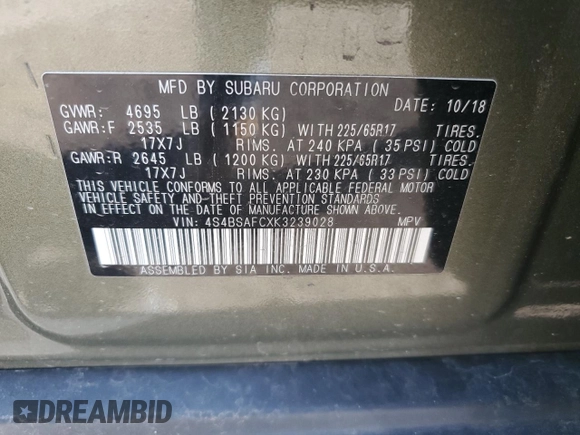 MFD BY SUBARU CORPORATION
GVWR: 4695 LB ( 2130 KG) DATE: 10/18
GAWR:F 2535 LB ( 1150 KG) WITH 225/65R17 TIRES.
17X7J RIMS. AT 240 KPA ( 35 PSI) COLD
GAWR:R 2645 LB ( 1200 KG) WITH 225/65R17 TIRES.
17X7J RIMS. AT 230 KPA ( 33 PSI) COLD
THIS VEHICLE CONFORMS TO ALL APPLICABLE FEDERAL MOTOR
VEHICLE SAFETY AND-THEFT PREVENTION STANDARDS
IN EFFECT ON THE DATE OF MANUFACTURE SHOWN ABOVE.
VIN: 4S4BSAFCXK3239028 MPV
ASSEMBLED BY SIA INC. MADE IN U.S.A.
DREAMBID